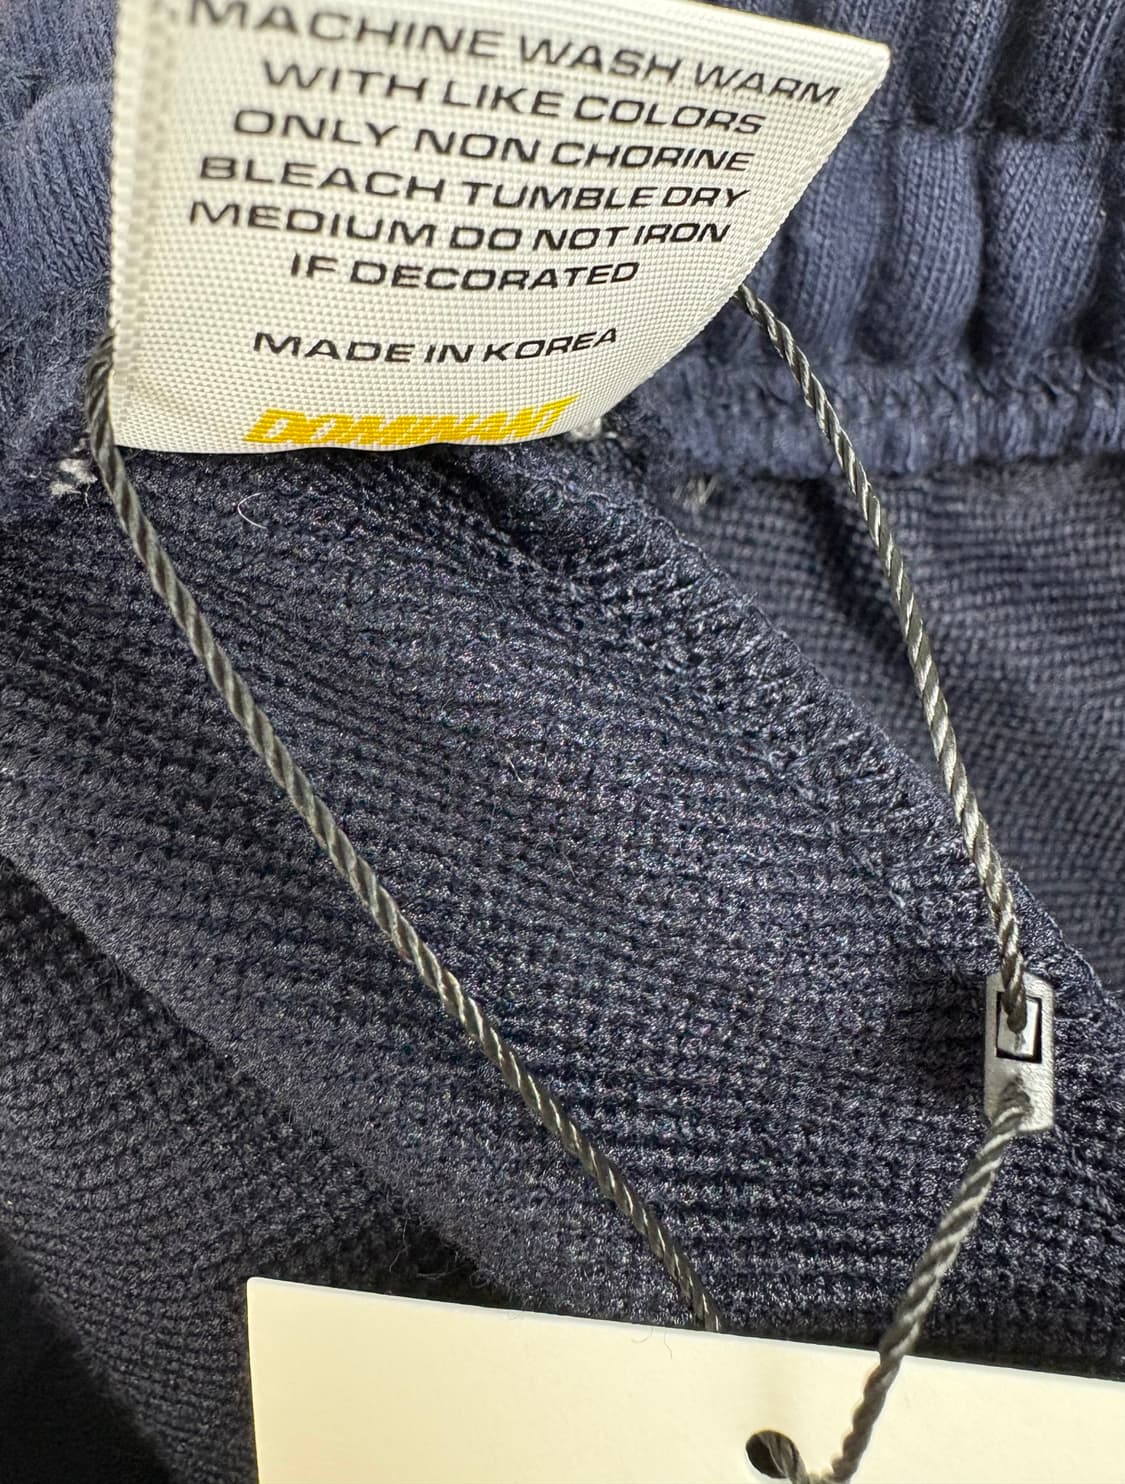 MACHINE WASH WARM
WITH LIKE COLORS
ONLY NON CHORINE
BLEACH TUMBLE DRY
MEDIUM DO NOT IRON
IF DECORATED
MADE IN KOREA
DOMINANT